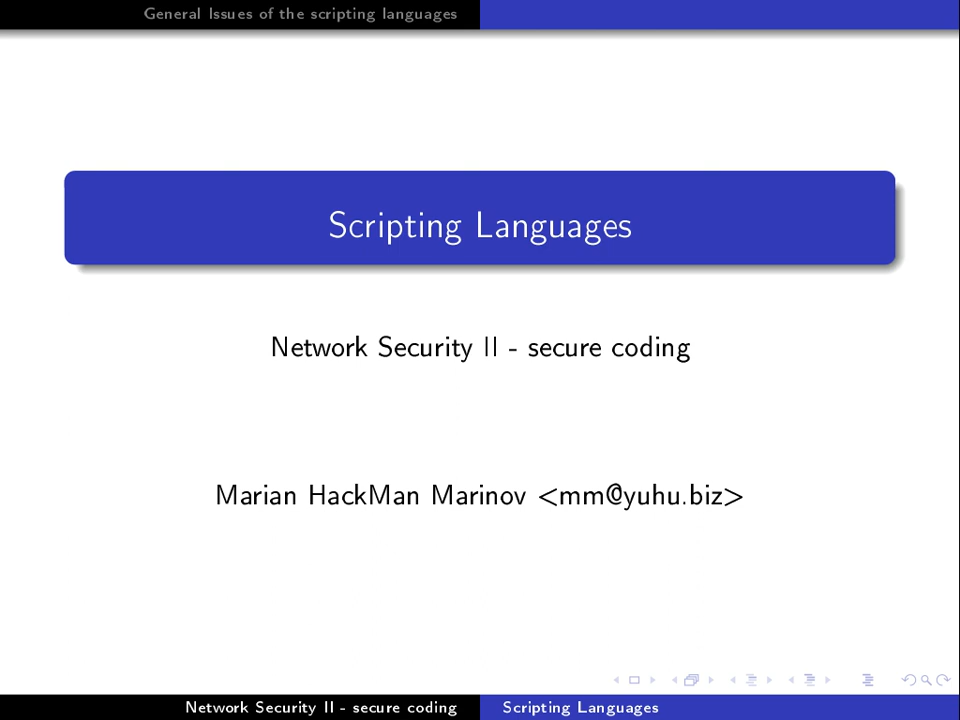 General Issues of the scripting languages
Scripting Languages
Network Security II - secure coding
Marian HackMan Marinov <mm@yuhu.biz>
Network Security II - secure coding
Scripting Languages